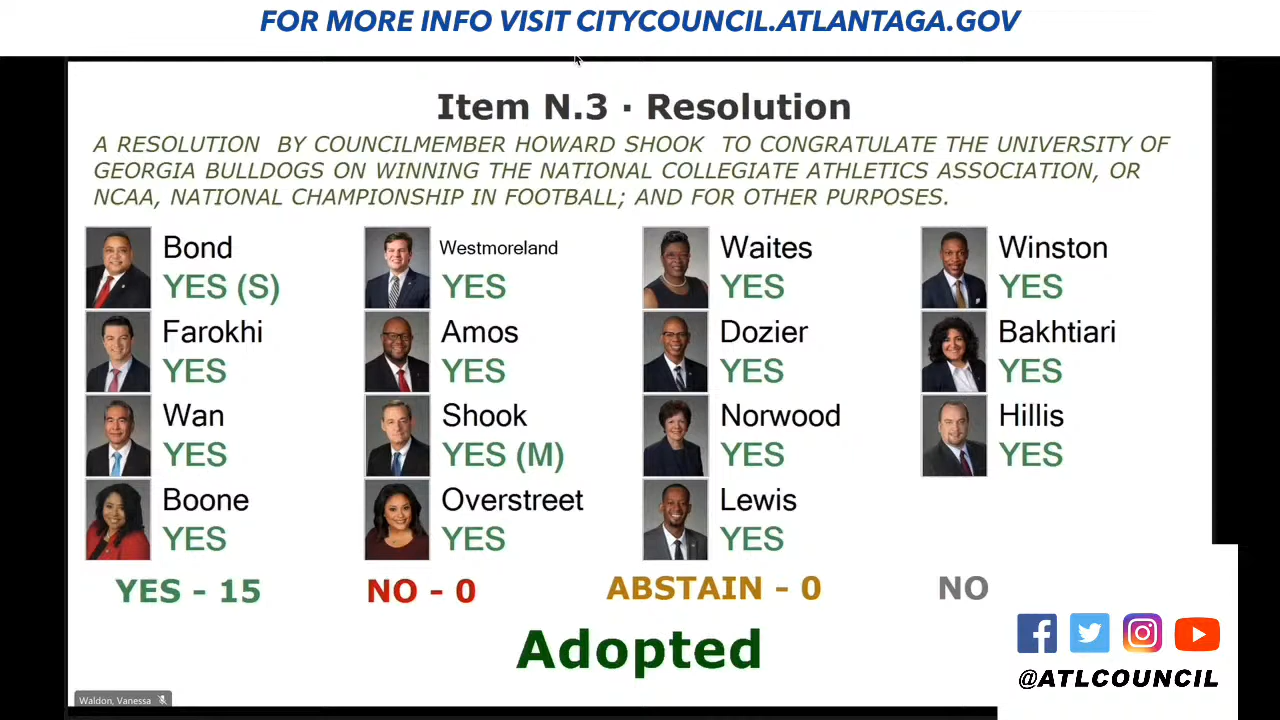 FOR MORE INFO VISIT CITYCOUNCIL.ATLANTAGA.GOV
Item N.3 · Resolution
A RESOLUTION BY COUNCILMEMBER HOWARD SHOOK TO CONGRATULATE THE UNIVERSITY OF
GEORGIA BULLDOGS ON WINNING THE NATIONAL COLLEGIATE ATHLETICS ASSOCIATION, OR
NCAA, NATIONAL CHAMPIONSHIP IN FOOTBALL; AND FOR OTHER PURPOSES.
Bond
YES (S)
Westmoreland
YES
Waites
YES
Winston
YES
Farokhi
YES
Amos
YES
Dozier
YES
Bakhtiari
YES
Wan
YES
Shook
YES (M)
Norwood
YES
Hillis
YES
Boone
YES
Overstreet
YES
Lewis
YES
YES - 15
NO - 0
ABSTAIN - 0
NO
Adopted
@ATLCOUNCIL
Waldon, Vanessa